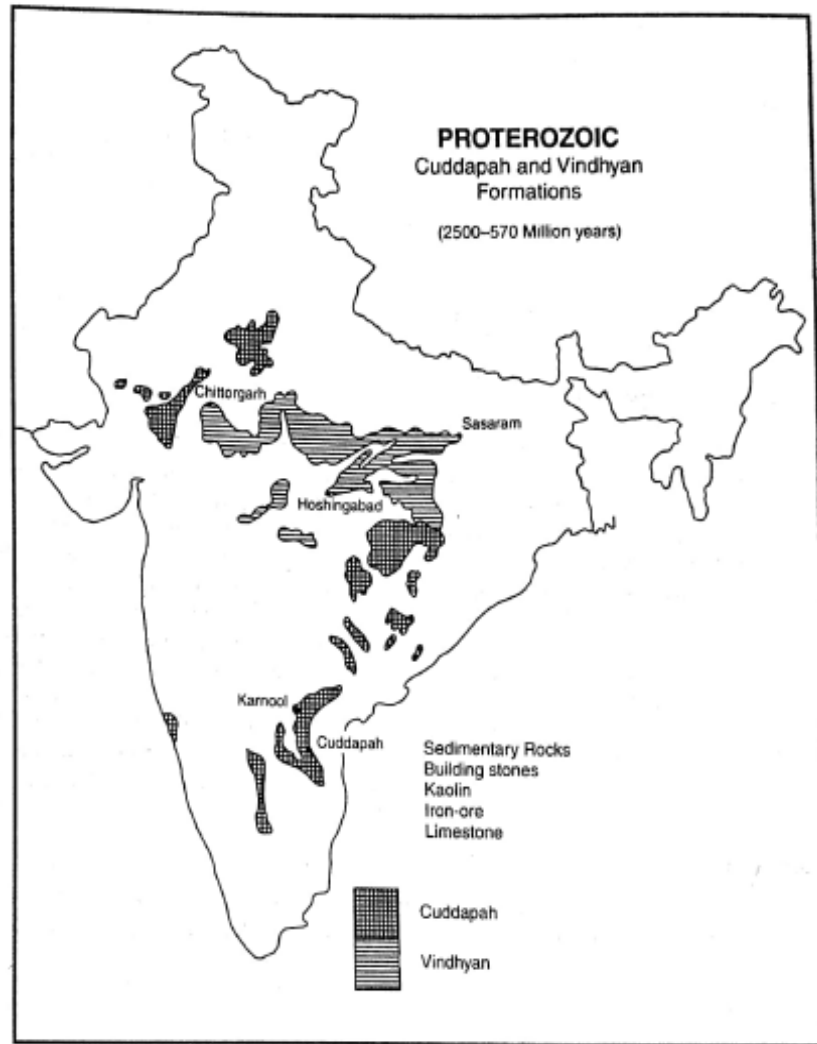 PROTEROZOIC
Cuddapah and Vindhyan
Formations
(2500–570 Million years)
Chittorgarh
Sasaram
Hoshingabad
Karnool
Cuddapah
Sedimentary Rocks
Building stones
Kaolin
Iron-ore
Limestone
Cuddapah
Vindhyan